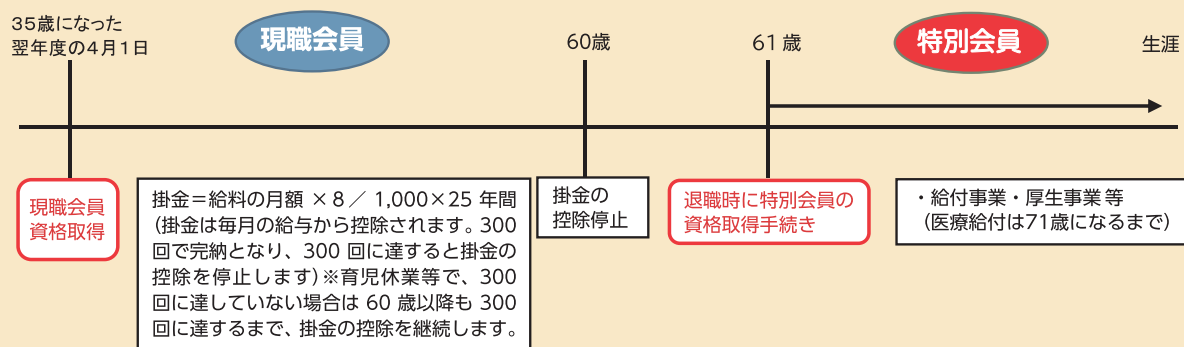 35歳になった
翌年度の4月1日
現職会員
60歳
61歳
特別会員
生涯
現職会員
資格取得
掛金＝給料の月額 ×8／ 1,000×25 年間
(掛金は毎月の給与から控除されます。300
回で完納となり、300 回に達すると掛金の
控除を停止します)※育児休業等で、300
回に達していない場合は 60 歳以降も 300
回に達するまで、掛金の控除を継続します。
掛金の
控除停止
退職時に特別会員の
資格取得手続き
・給付事業・厚生事業 等
(医療給付は71歳になるまで)